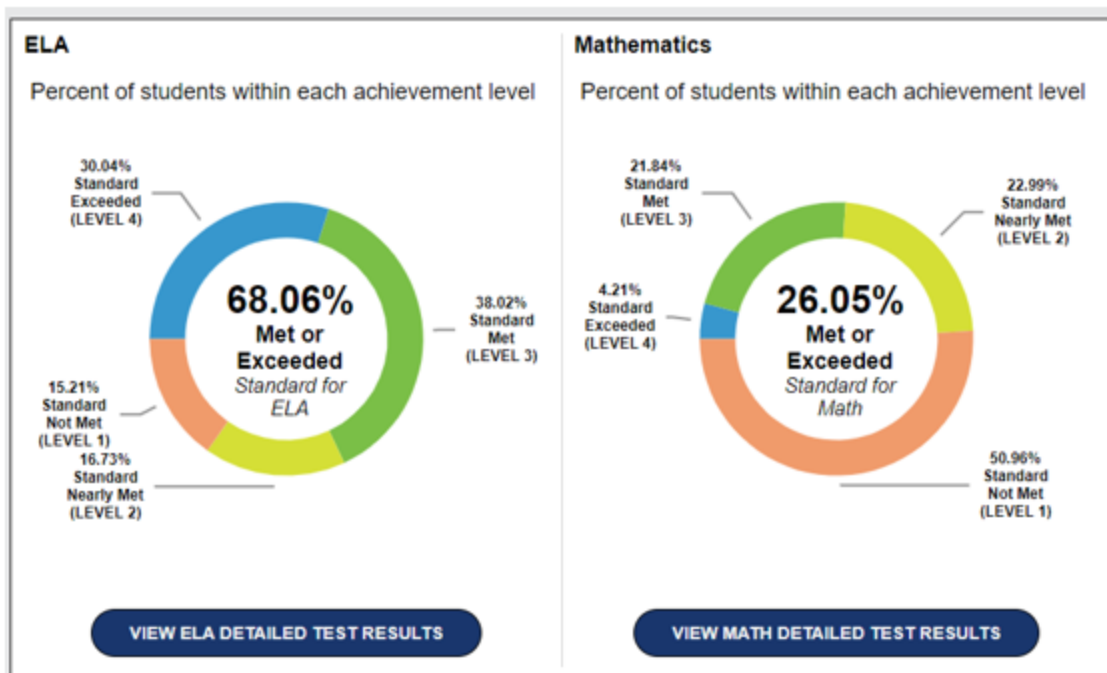 ELA
Percent of students within each achievement level
30.04%
Standard
Exceeded
(LEVEL 4)
68.06%
Met or
Exceeded
Standard for
ELA
38.02%
Standard
Met
(LEVEL 3)
15.21%
Standard
Not Met
(LEVEL 1)
16.73%
Standard
Nearly Met
(LEVEL 2)
VIEW ELA DETAILED TEST RESULTS
Mathematics
Percent of students within each achievement level
21.84%
Standard
Met
(LEVEL 3)
22.99%
Standard
Nearly Met
(LEVEL 2)
4.21%
Standard
Exceeded
(LEVEL 4)
26.05%
Met or
Exceeded
Standard for
Math
50.96%
Standard
Not Met
(LEVEL 1)
VIEW MATH DETAILED TEST RESULTS